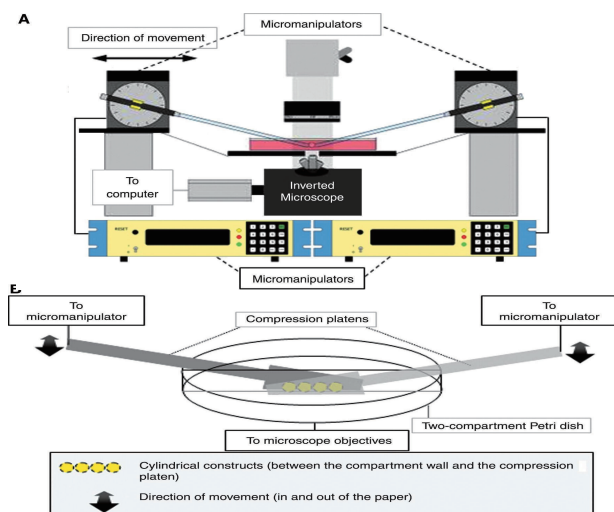 A
Micromanipulators
Direction of movement
To
computer
Inverted
Microscope
RESET
RESET
Micromanipulators
To
micromanipulator
Compression platens
To
micromanipulator
Two-compartment Petri dish
To microscope objectives
Cylindrical constructs (between the compartment wall and the compression
platen)
Direction of movement (in and out of the paper)